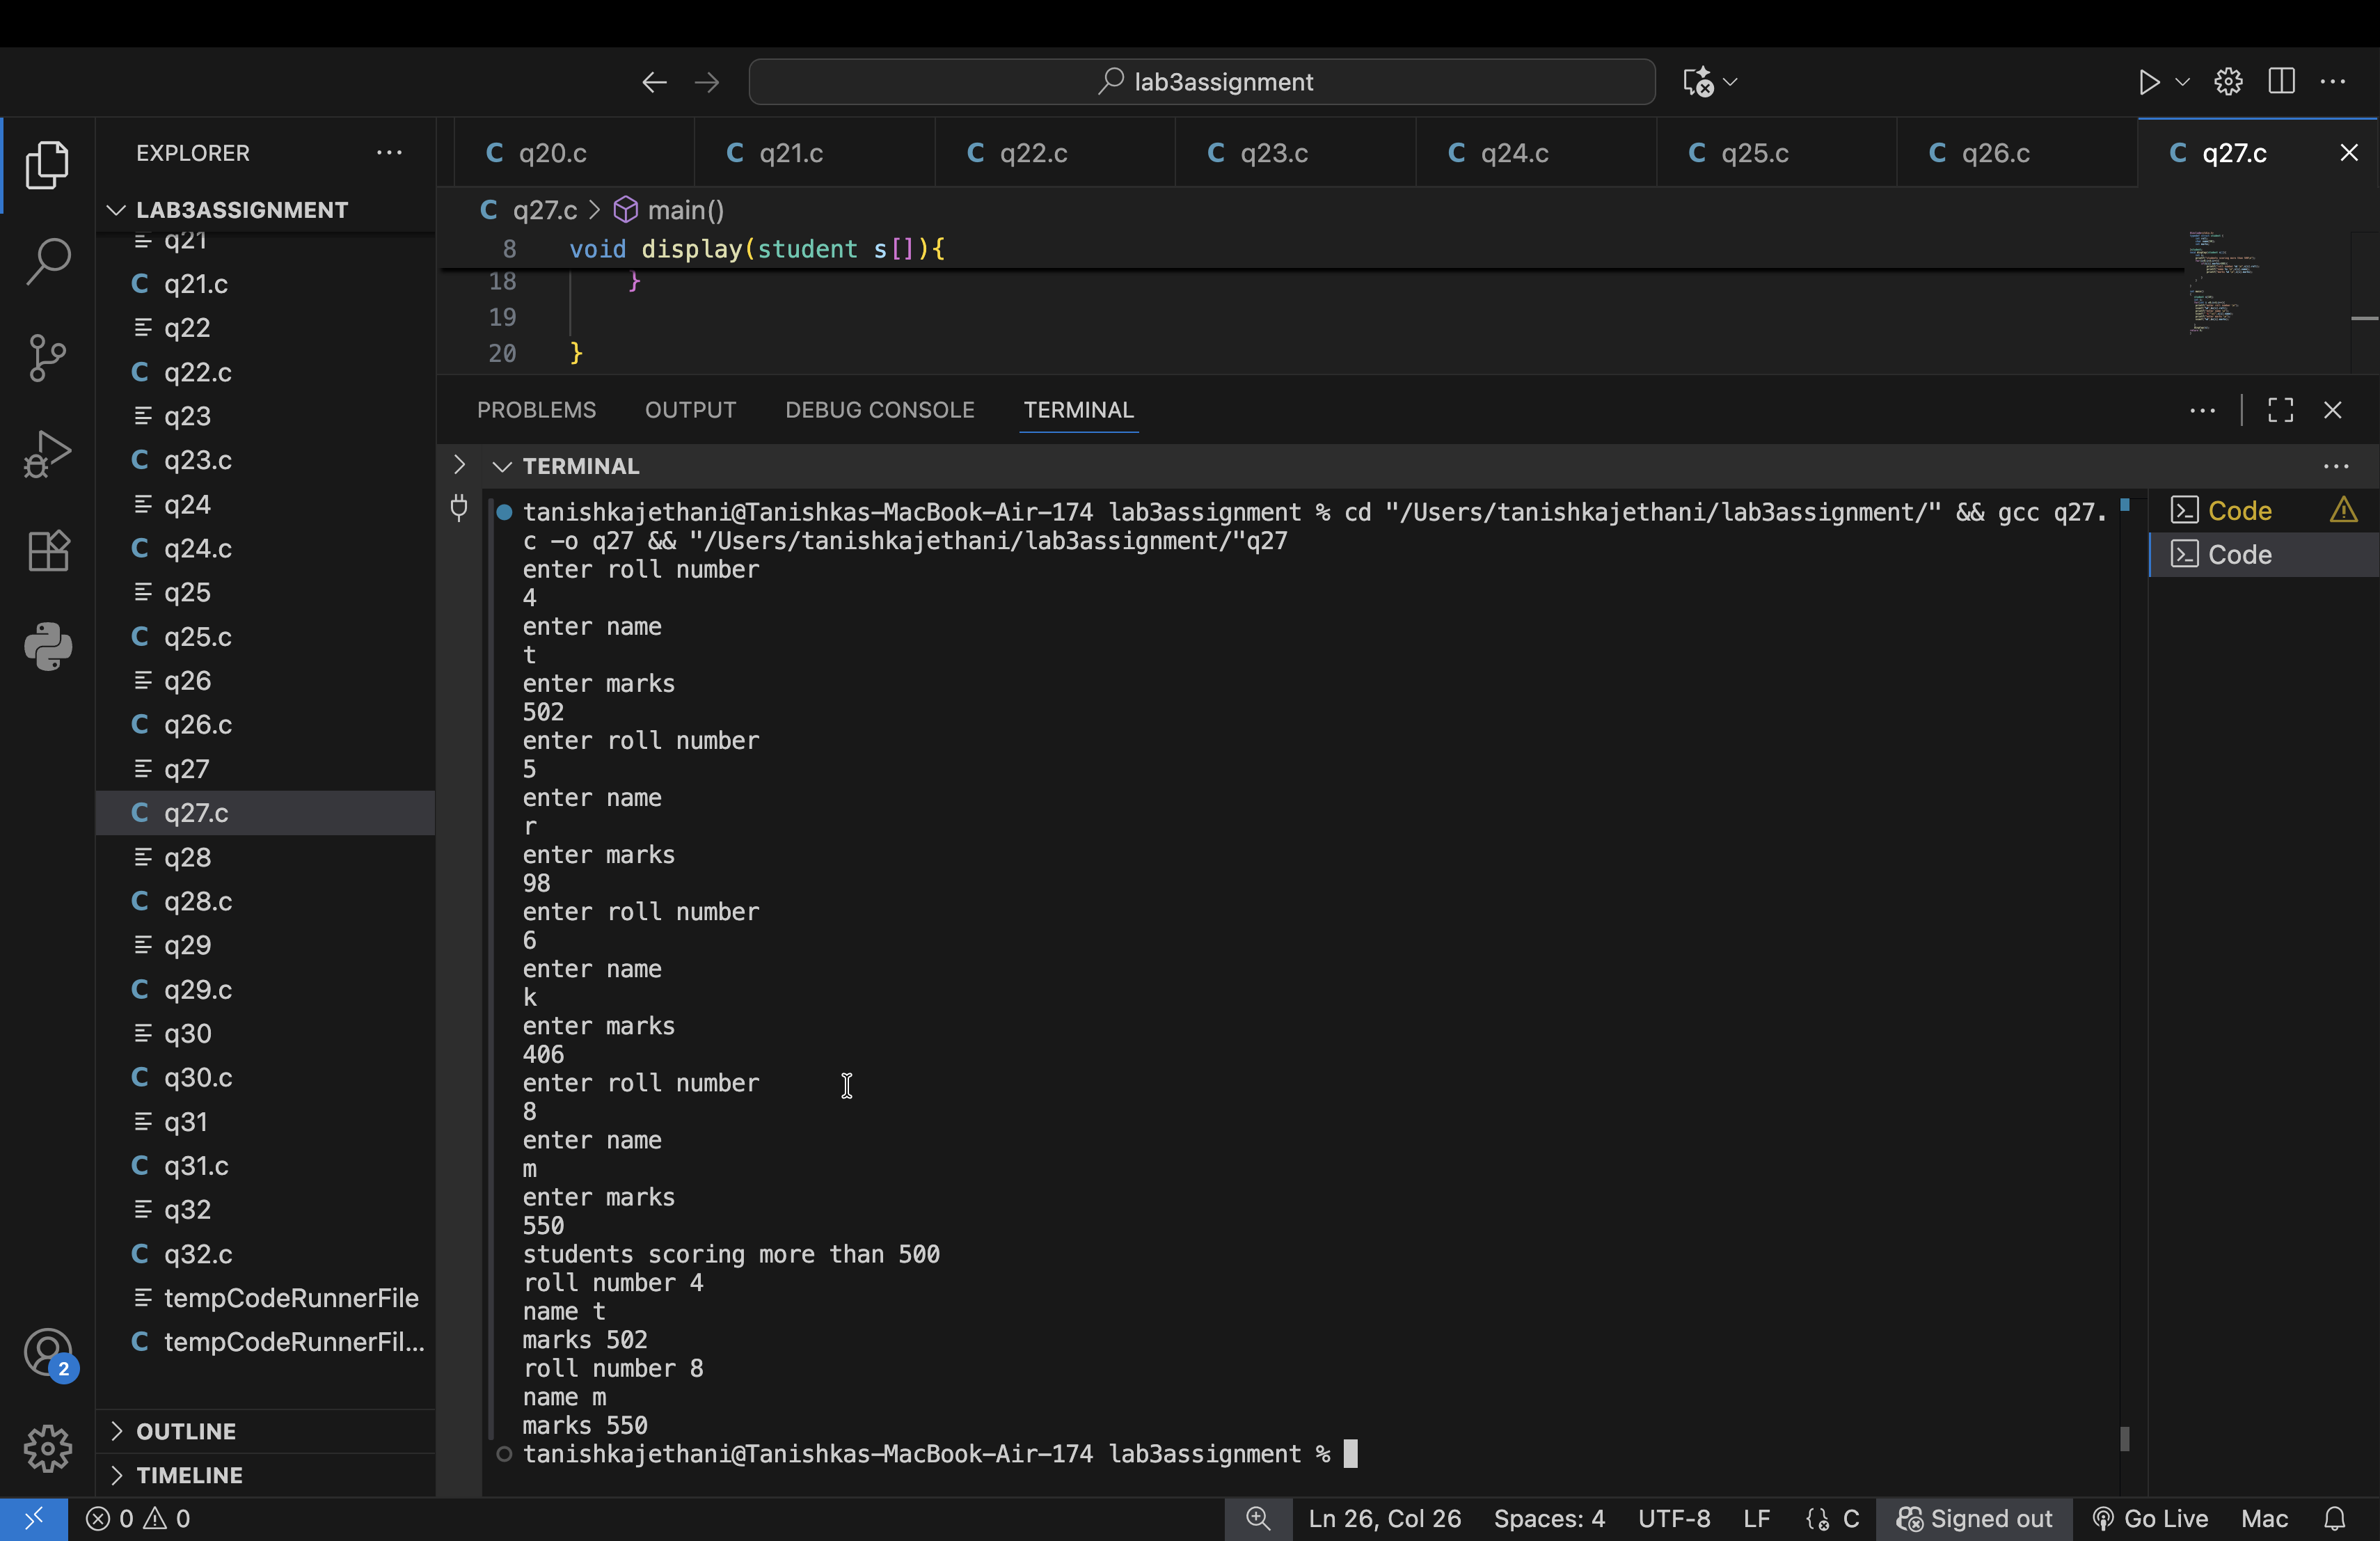 lab3assignment
EXPLORER
LAB3ASSIGNMENT
q21
C q21.c
q22
C q22.c
q23
C q23.c
q24
C q24.c
q25
C q25.c
q26
C q26.c
q27
C q27.c
q28
C q28.c
q29
C q29.c
q30
C q30.c
q31
C q31.c
q32
C q32.c
tempCodeRunnerFile
C tempCodeRunnerFil...
OUTLINE
TIMELINE
2
C q20.c C q21.c C q22.c C q23.c C q24.c C q25.c C q26.c C q27.c
C q27.c > main()
8 void display(student s[]){
18 }
19
20 }
PROBLEMS OUTPUT DEBUG CONSOLE TERMINAL
TERMINAL
tanishkajethani@Tanishkas-MacBook-Air-174 lab3assignment % cd "/Users/tanishkajethani/lab3assignment/" && gcc q27.
c -o q27 && "/Users/tanishkajethani/lab3assignment/"q27
enter roll number
4
enter name
t
enter marks
502
enter roll number
5
enter name
r
enter marks
98
enter roll number
6
enter name
k
enter marks
406
enter roll number
8
enter name
m
enter marks
550
students scoring more than 500
roll number 4
name t
marks 502
roll number 8
name m
marks 550
tanishkajethani@Tanishkas-MacBook-Air-174 lab3assignment %
Code
Code
0 0 Ln 26, Col 26 Spaces: 4 UTF-8 LF C Signed out Go Live Mac